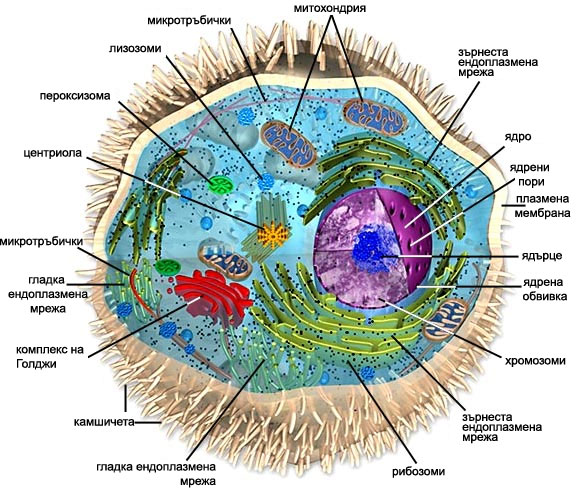 митохондрия
микротръбички
лизозоми
зърнеста
ендоплазмена
мрежа
пероксизома
ядро
центриола
ядрени
пори
плазмена
мембрана
микротръбички
ядърце
гладка
ендоплазмена
мрежа
ядрена
обвивка
комплекс на
Голджи
хромозоми
камшичета
зърнеста
ендоплазмена
мрежа
гладка ендоплазмена
мрежа
рибозоми